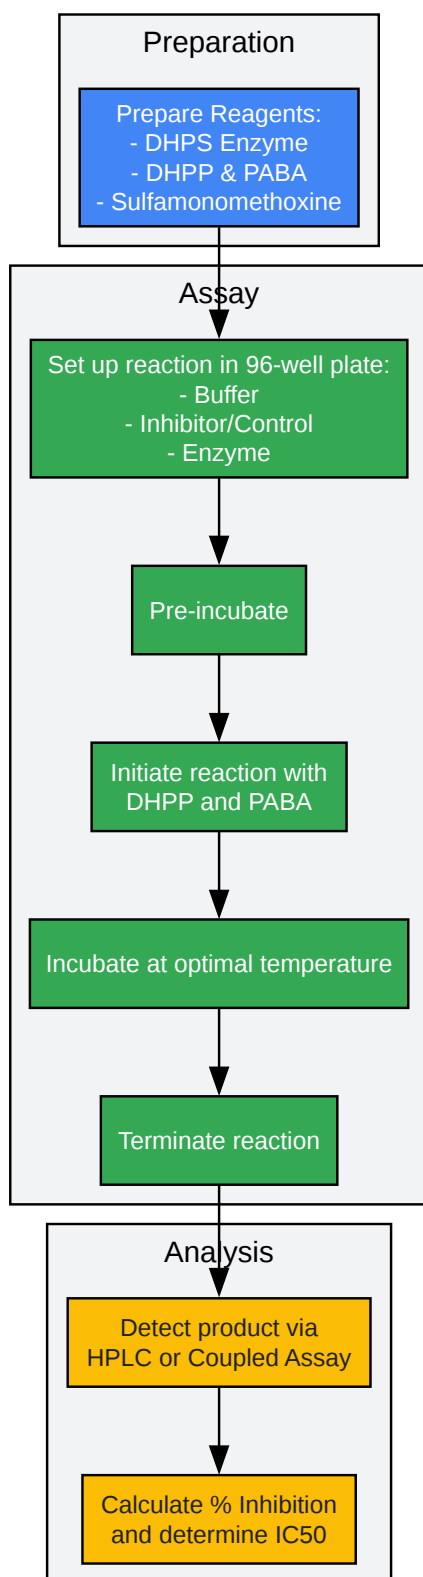 Preparation
Prepare Reagents:
- DHPS Enzyme
- DHPP & PABA
- Sulfamonomethoxine
Assay
Set up reaction in 96-well plate:
- Buffer
- Inhibitor/Control
- Enzyme
Pre-incubate
Initiate reaction with
DHPP and PABA
Incubate at optimal temperature
Terminate reaction
Analysis
Detect product via
HPLC or Coupled Assay
Calculate % Inhibition
and determine IC50